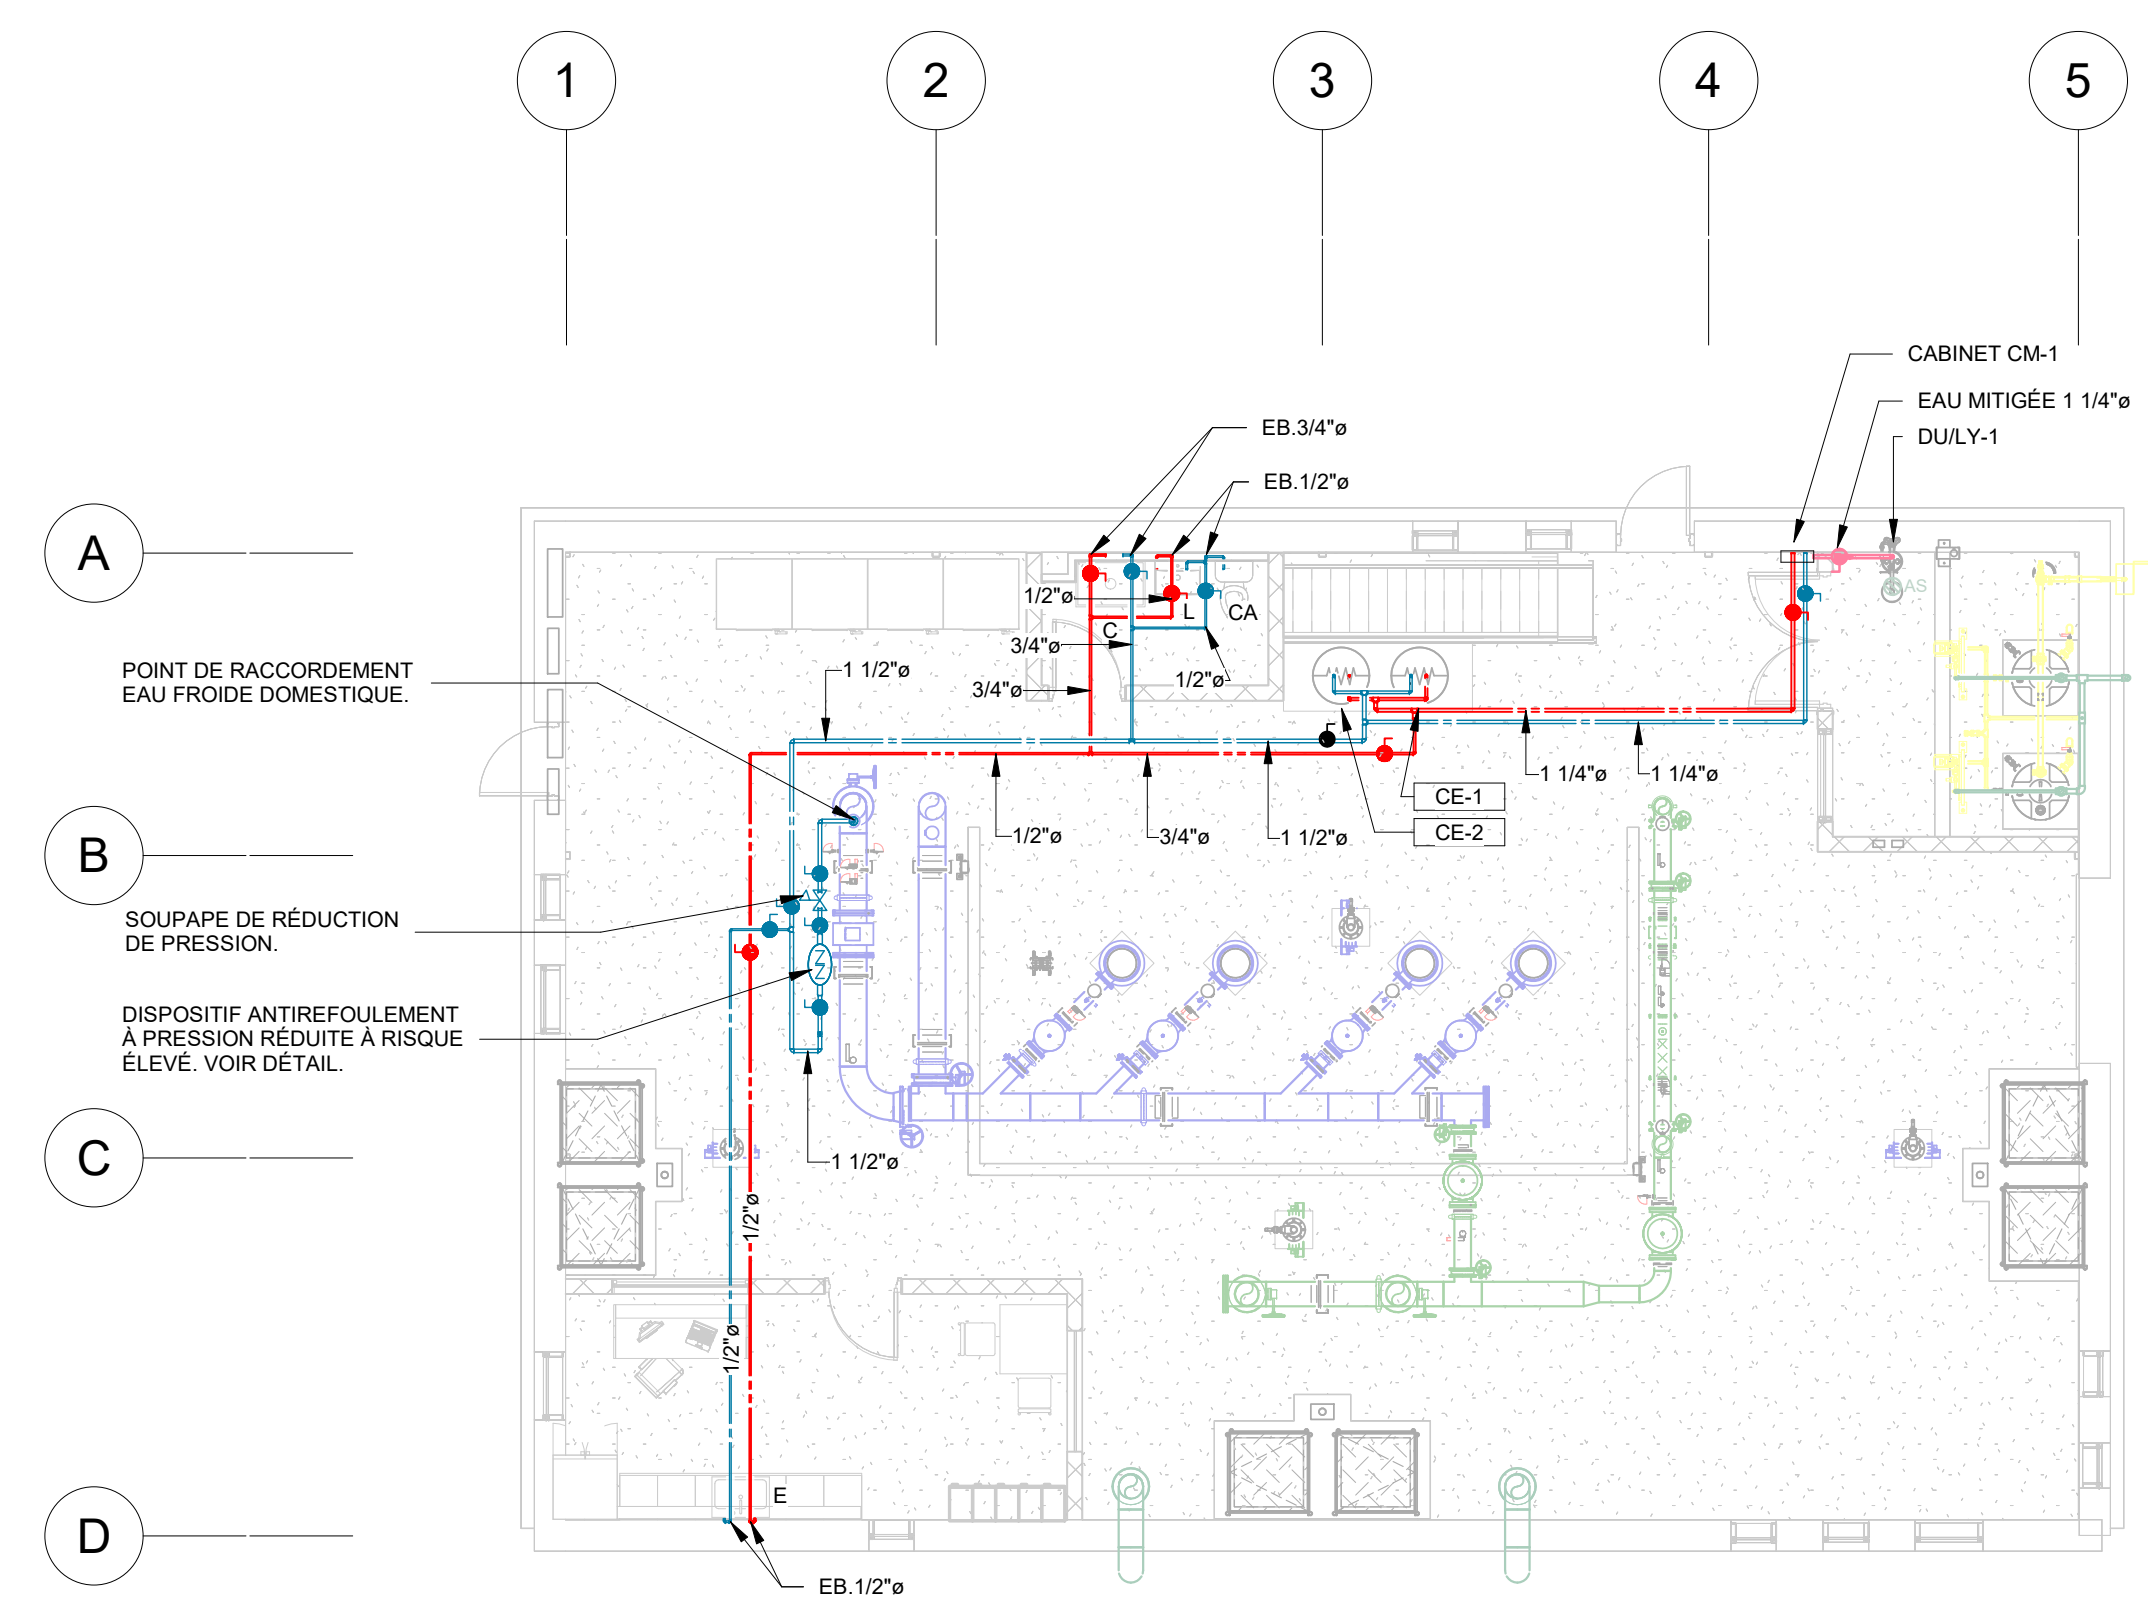 1 2 3 4 5
CABINET CM-1
EAU MITIGÉE 1 1/4"ø
DU/LY-1
EB.3/4"ø
EB.1/2"ø
A
1/2"ø
L
CA
AS
C
3/4"ø
1/2"ø
3/4"ø
POINT DE RACCORDEMENT
EAU FROIDE DOMESTIQUE.
1 1/2"ø
1 1/4"ø
1 1/4"ø
CE-1
CE-2
1/2"ø
3/4"ø
1 1/2"ø
B
SOUPAPE DE RÉDUCTION
DE PRESSION.
DISPOSITIF ANTIREFOULEMENT
À PRESSION RÉDUITE À RISQUE
ÉLEVÉ. VOIR DÉTAIL.
C
1 1/2"ø
1/2"ø
1/2"ø
E
D
EB.1/2"ø